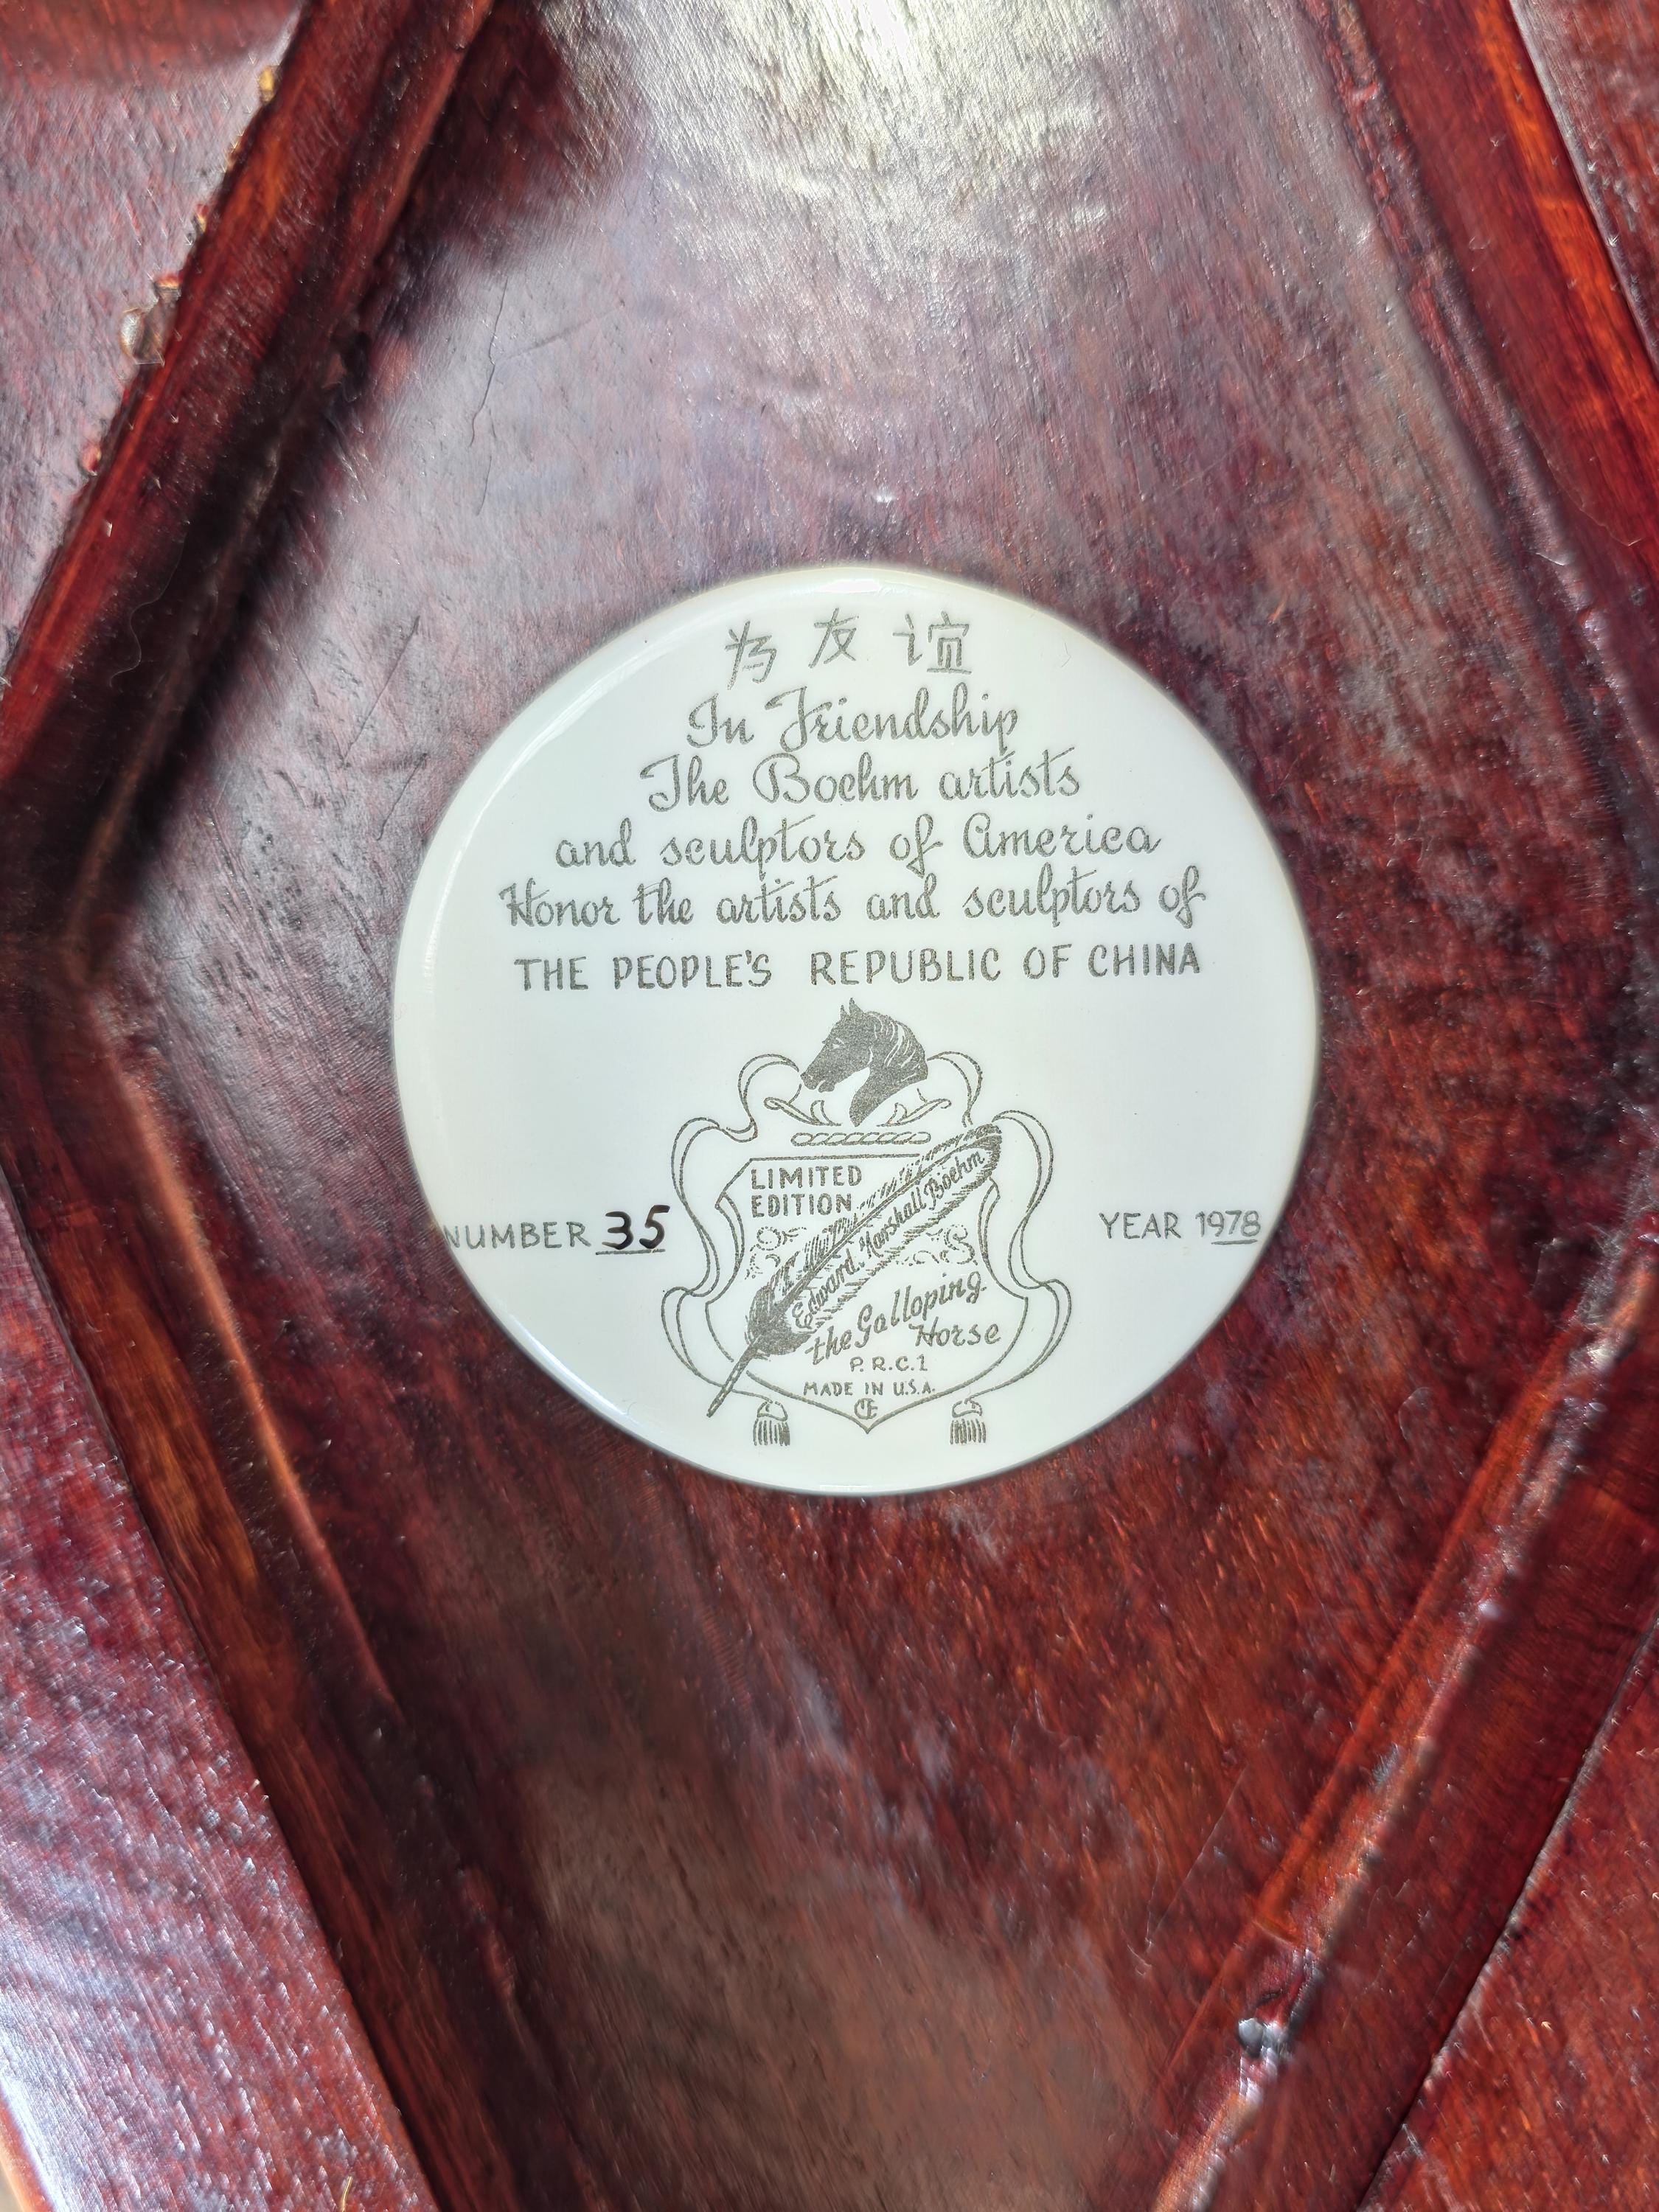 为友谊
In Friendship
The Boehm artists
and sculptors of America
Honor the artists and sculptors of
THE PEOPLE'S REPUBLIC OF CHINA
LIMITED
EDITION
Edward Marshall Boehm
NUMBER 35
YEAR 1978
the Galloping
Horse
P.R.C.1
MADE IN U.S.A.